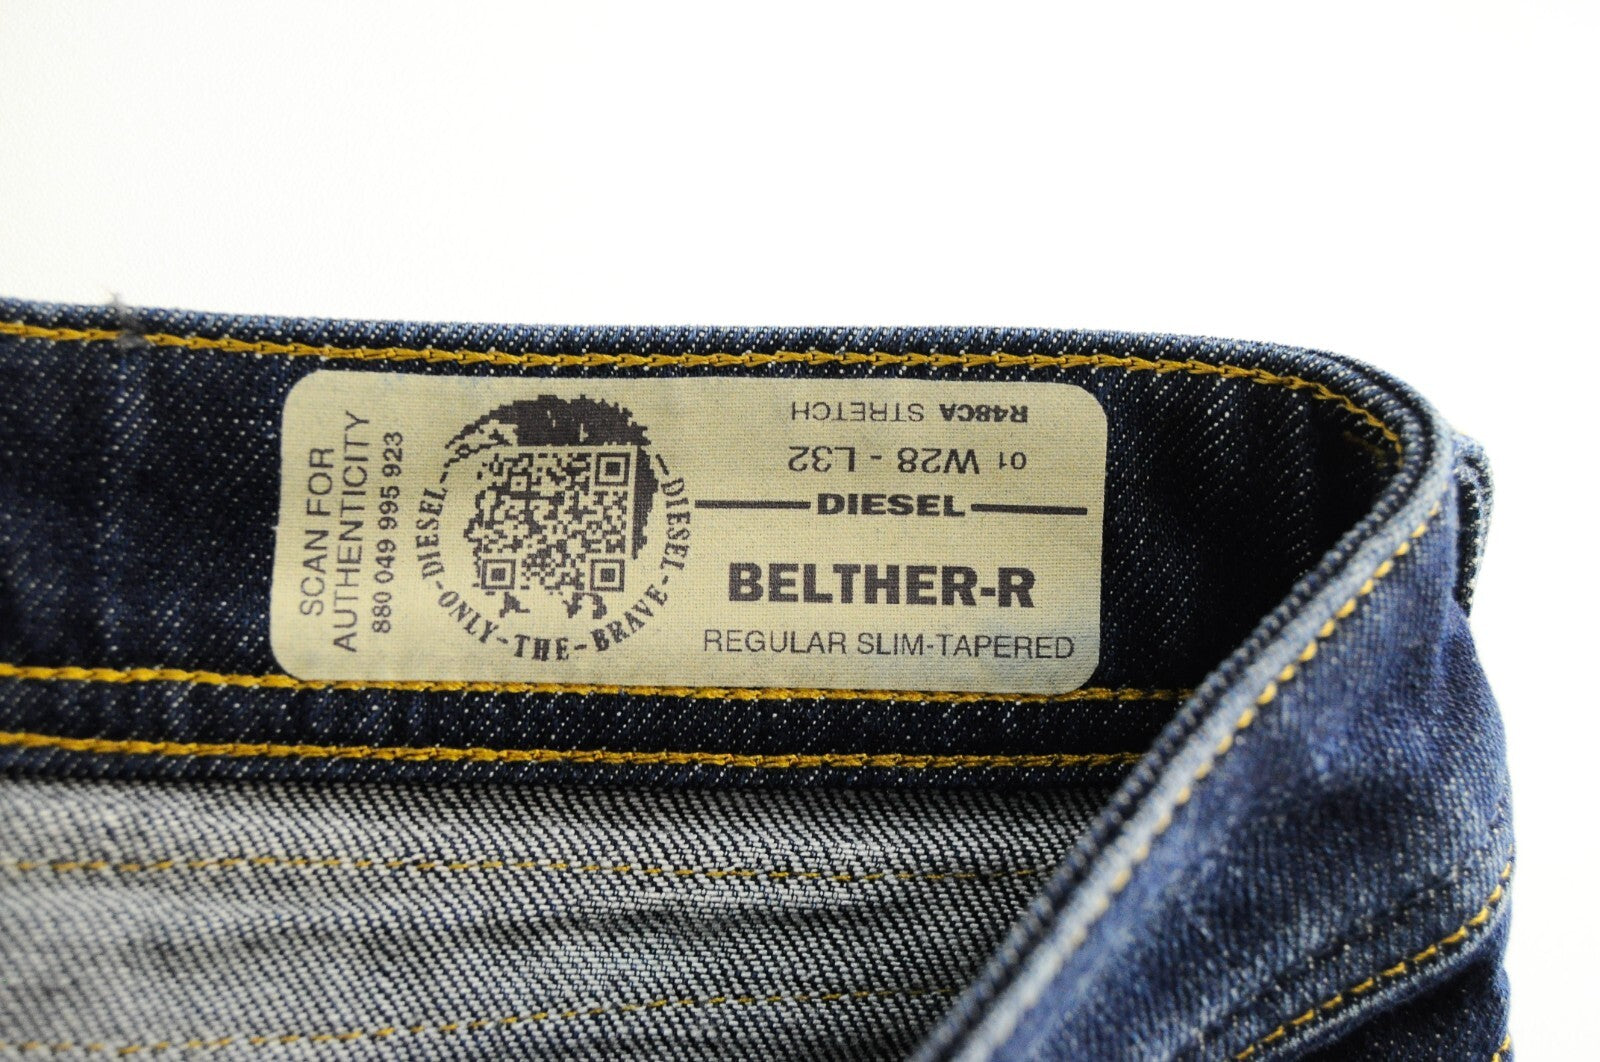 SCAN FOR
AUTHENTICITY
880 049 995 923
DIESEL-ONLY-THE-BRAVE-DIESEL
R48CA STRETCH
01 W28 - L32
DIESEL
BELTHER-R
REGULAR SLIM-TAPERED